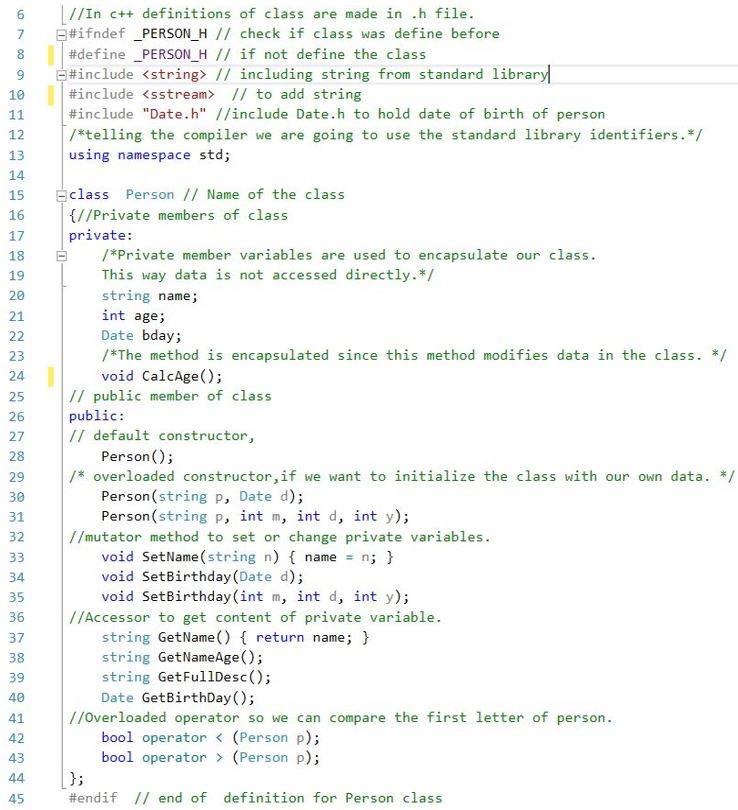 6 //In c++ definitions of class are made in .h file.
7 #ifndef _PERSON_H // check if class was define before
8 #define _PERSON_H // if not define the class
9 #include <string> // including string from standard library
10 #include <sstream>  // to add string
11 #include "Date.h" //include Date.h to hold date of birth of person
12 /*telling the compiler we are going to use the standard library identifiers.*/
13 using namespace std;
14
15 class  Person // Name of the class
16 {//Private members of class
17 private:
18     /*Private member variables are used to encapsulate our class.
19     This way data is not accessed directly.*/
20     string name;
21     int age;
22     Date bday;
23     /*The method is encapsulated since this method modifies data in the class. */
24     void CalcAge();
25 // public member of class
26 public:
27 // default constructor,
28     Person();
29 /* overloaded constructor,if we want to initialize the class with our own data. */
30     Person(string p, Date d);
31     Person(string p, int m, int d, int y);
32 //mutator method to set or change private variables.
33     void SetName(string n) { name = n; }
34     void SetBirthday(Date d);
35     void SetBirthday(int m, int d, int y);
36 //Accessor to get content of private variable.
37     string GetName() { return name; }
38     string GetNameAge();
39     string GetFullDesc();
40     Date GetBirthDay();
41 //Overloaded operator so we can compare the first letter of person.
42     bool operator < (Person p);
43     bool operator > (Person p);
44 };
45 #endif  // end of  definition for Person class